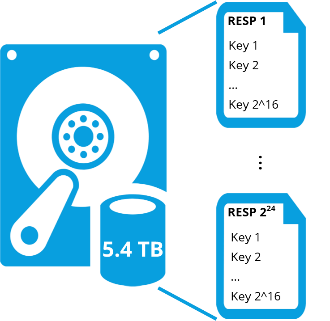 RESP 1
Key 1
Key 2
...
Key 2^16
5.4 TB
RESP 2²⁴
Key 1
Key 2
...
Key 2^16